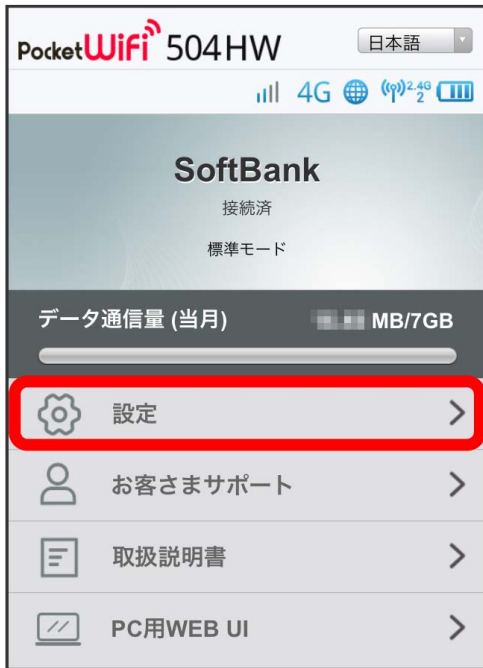 Pocket WiFi 504HW
日本語
4G 2.4G 2
SoftBank
接続済
標準モード
データ通信量 (当月) MB/7GB
設定
お客さまサポート
取扱説明書
PC用WEB UI